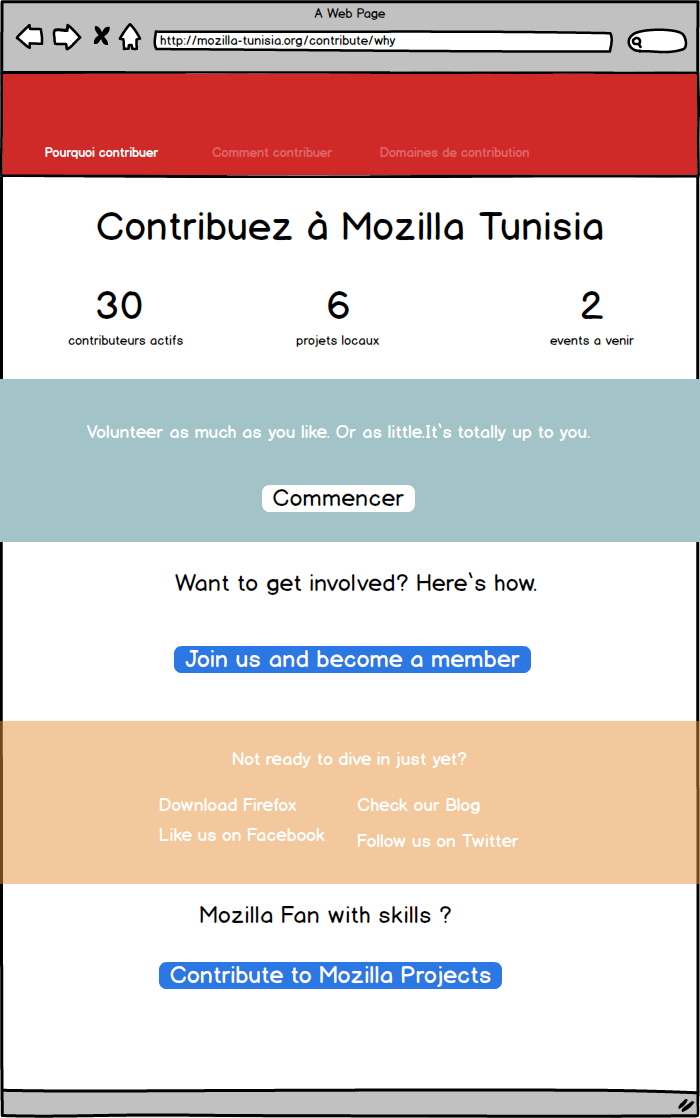 A Web Page
http://mozilla-tunisia.org/contribute/why
Pourquoi contribuer Comment contribuer Domaines de contribution
Contribuez à Mozilla Tunisia
30 6 2
contributeurs actifs projets locaux events a venir
Volunteer as much as you like. Or as little.It`s totally up to you.
Commencer
Want to get involved? Here`s how.
Join us and become a member
Not ready to dive in just yet?
Download Firefox Check our Blog
Like us on Facebook Follow us on Twitter
Mozilla Fan with skills ?
Contribute to Mozilla Projects